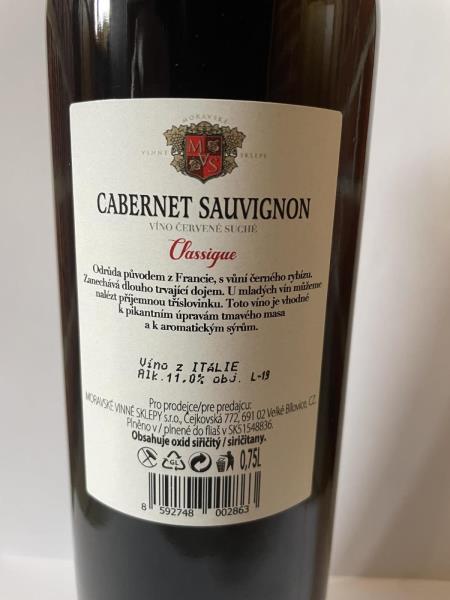 MORAVSKÉ
VINNÉ SKLEPY
MVS
CABERNET SAUVIGNON
VÍNO ČERVENÉ SUCHÉ
Classique
Odrůda původem z Francie, s vůní černého rybízu.
Zanechává dlouho trvající dojem. U mladých vín můžeme
nalézt příjemnou tříslovinku. Toto víno je vhodné
k pikantním úpravám tmavého masa
a k aromatickým sýrům.
Víno z ITÁLIE
Alk.11,0% obj. L-19
Pro prodejce/pre predajcu:
MORAVSKÉ VINNÉ SKLEPY s.r.o., Čejkovská 772, 691 02 Velké Bílovice, CZ
Plněno v / plnené do fliaš v SK51548836.
Obsahuje oxid siřičitý / siričitany.
GL 0,75L
8 592748 002863